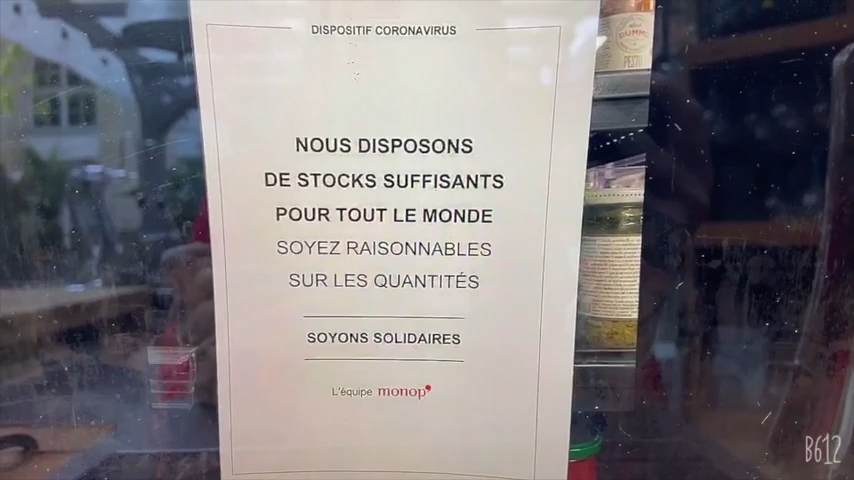 DISPOSITIF CORONAVIRUS
NOUS DISPOSONS
DE STOCKS SUFFISANTS
POUR TOUT LE MONDE
SOYEZ RAISONNABLES
SUR LES QUANTITÉS
SOYONS SOLIDAIRES
L'équipe monop'
PESTO
B612